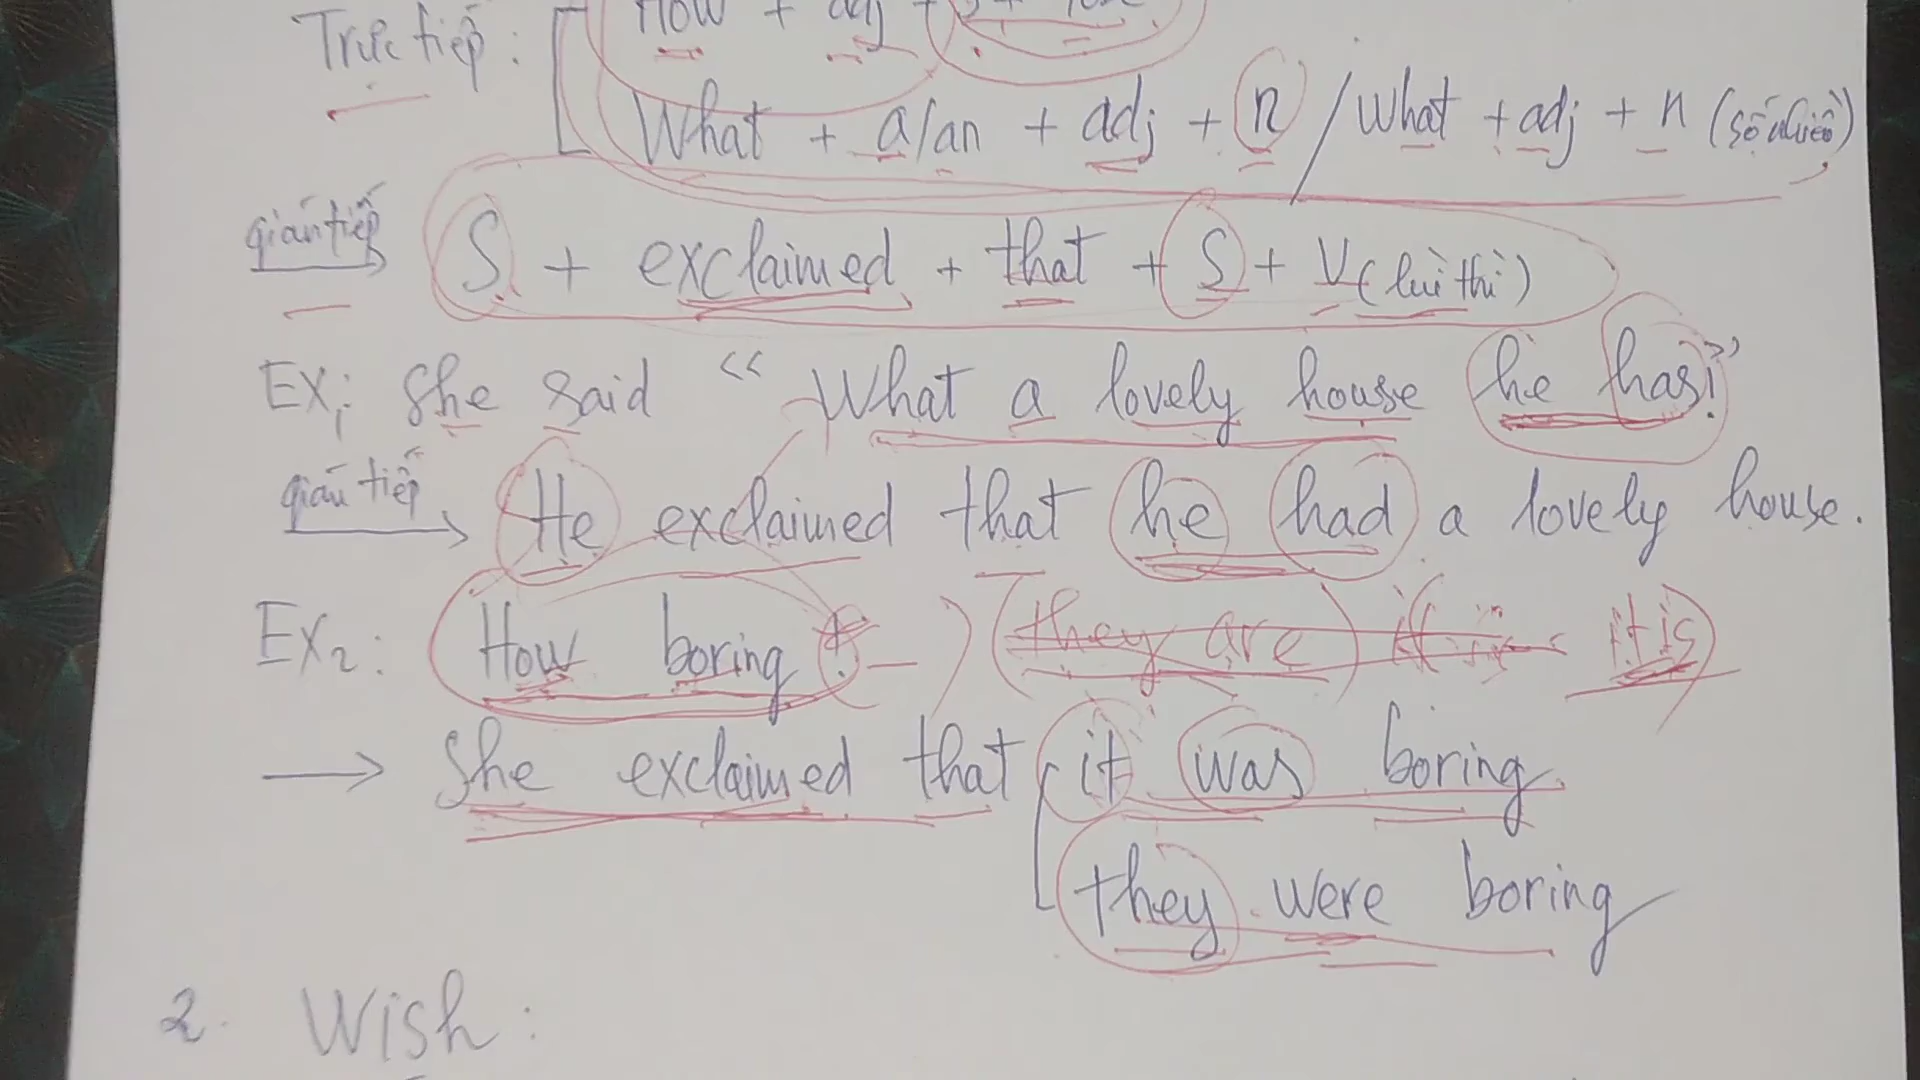 Trực tiếp: How + adj +
What + a/an + adj + n / What + adj + n (số nhiều)
gián tiếp S + exclaimed + that + S + V (lùi thì)
EX1: She said “What a lovely house he has!”
gián tiếp → He exclaimed that he had a lovely house.
EX2: How boring! → (they are) it is it is
→ She exclaimed that it was boring
they were boring
2. Wish: